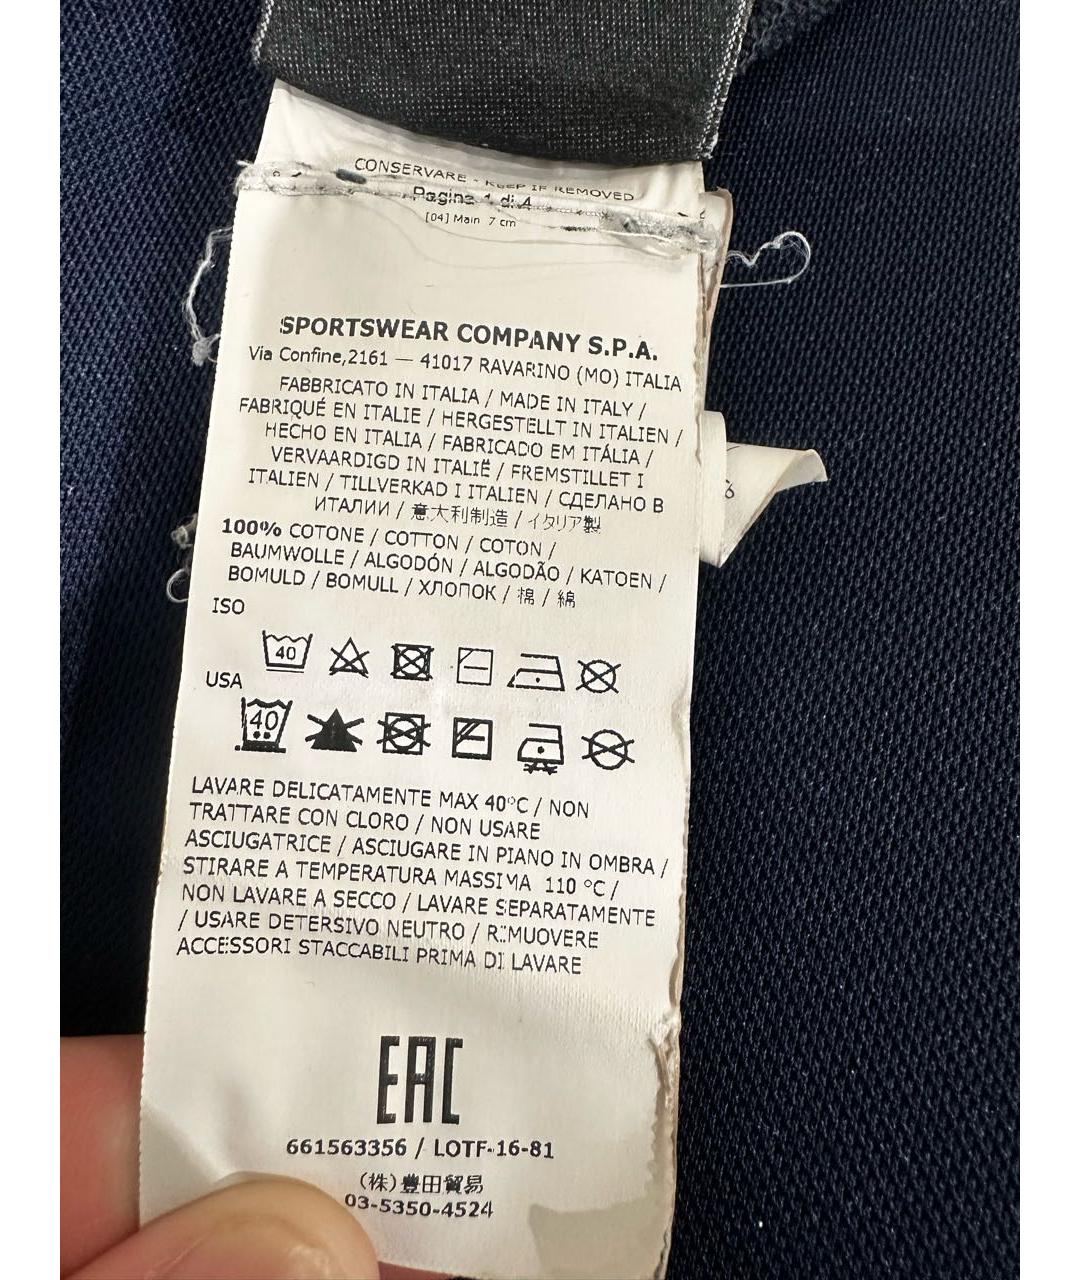 CONSERVARE - KEEP IF REMOVED
Pagina 1 di 4
[04] Main 7 cm
SPORTSWEAR COMPANY S.P.A.
Via Confine,2161 — 41017 RAVARINO (MO) ITALIA
FABBRICATO IN ITALIA / MADE IN ITALY /
FABRIQUÉ EN ITALIE / HERGESTELLT IN ITALIEN /
HECHO EN ITALIA / FABRICADO EM ITÁLIA /
VERVAARDIGD IN ITALIË / FREMSTILLET I
ITALIEN / TILLVERKAD I ITALIEN / СДЕЛАНО В
ИТАЛИИ / 意大利制造 / イタリア製
100% COTONE / COTTON / COTON /
BAUMWOLLE / ALGODÓN / ALGODÃO / KATOEN /
BOMULD / BOMULL / ХЛОПОК / 棉 / 綿
ISO
40
USA
40
LAVARE DELICATAMENTE MAX 40°C / NON
TRATTARE CON CLORO / NON USARE
ASCIUGATRICE / ASCIUGARE IN PIANO IN OMBRA /
STIRARE A TEMPERATURA MASSIMA 110 °C /
NON LAVARE A SECCO / LAVARE SEPARATAMENTE
/ USARE DETERSIVO NEUTRO / RIMUOVERE
ACCESSORI STACCABILI PRIMA DI LAVARE
EAC
661563356 / LOTF-16-81
(株)豊田貿易
03-5350-4524